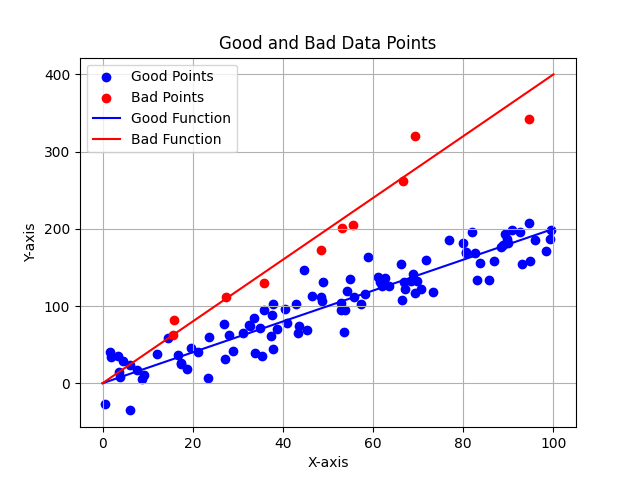 Good and Bad Data Points
Good Points
Bad Points
Good Function
Bad Function
400
300
200
100
0
Y-axis
0 20 40 60 80 100
X-axis